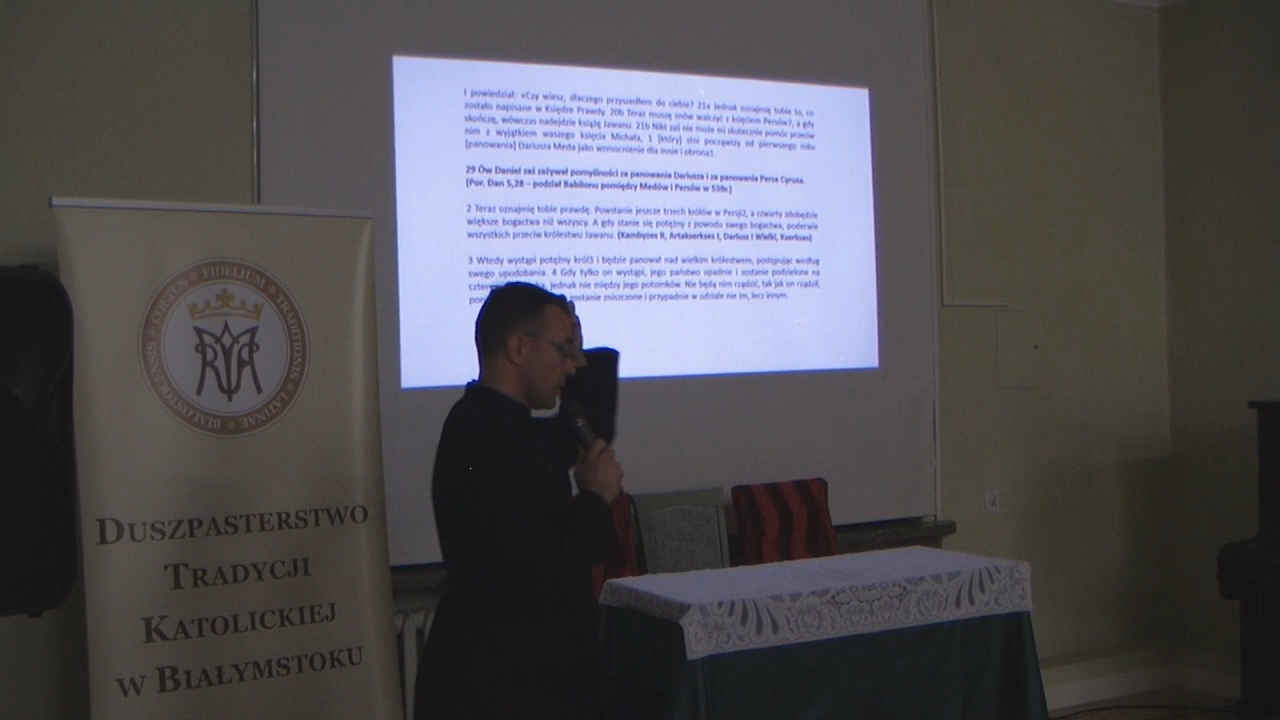 I powiedział: «Czy wiesz, dlaczego przyszedłem do ciebie? 21a Jednak oznajmię tobie to, co
zostało napisane w Księdze Prawdy. 20b Teraz muszę znów walczyć z księciem Persów7, a gdy
skończę, wówczas nadejdzie książę Jawanu. 21b Nikt zaś nie może mi skutecznie pomóc przeciw
nim z wyjątkiem waszego księcia Michała, 1 [który] stoi począwszy od pierwszego roku
[panowania] Dariusza Meda jako wzmocnienie dla mnie i obrona1.
29 Ów Daniel zaś zażywał pomyślności za panowania Dariusza i za panowania Persa Cyrusa.
(Por. Dan 5,28 – podział Babilonu pomiędzy Medów i Persów w 539r.)
2 Teraz oznajmię tobie prawdę. Powstanie jeszcze trzech królów w Persji2, a czwarty zdobędzie
większe bogactwa niż wszyscy. A gdy stanie się potężny z powodu swego bogactwa, poderwie
wszystkich przeciw królestwu Jawanu. (Kambyzes II, Artakserkses I, Dariusz I Wielki, Kserkses)
3 Wtedy wystąpi potężny król3 i będzie panował nad wielkim królestwem, postępując według
swego upodobania. 4 Gdy tylko on wystąpi, jego państwo upadnie i zostanie podzielone na
cztery jednak nie między jego potomków. Nie będą nim rządzić, tak jak on rządził,
zostanie zniszczone i przypadnie w udziale nie im, lecz innym.
COETUS * FIDELIUM * TRADITIONIS * LATINAE * BIALOSTOCENSIS
DUSZPASTERSTWO
TRADYCJI
KATOLICKIEJ
W BIAŁYMSTOKU